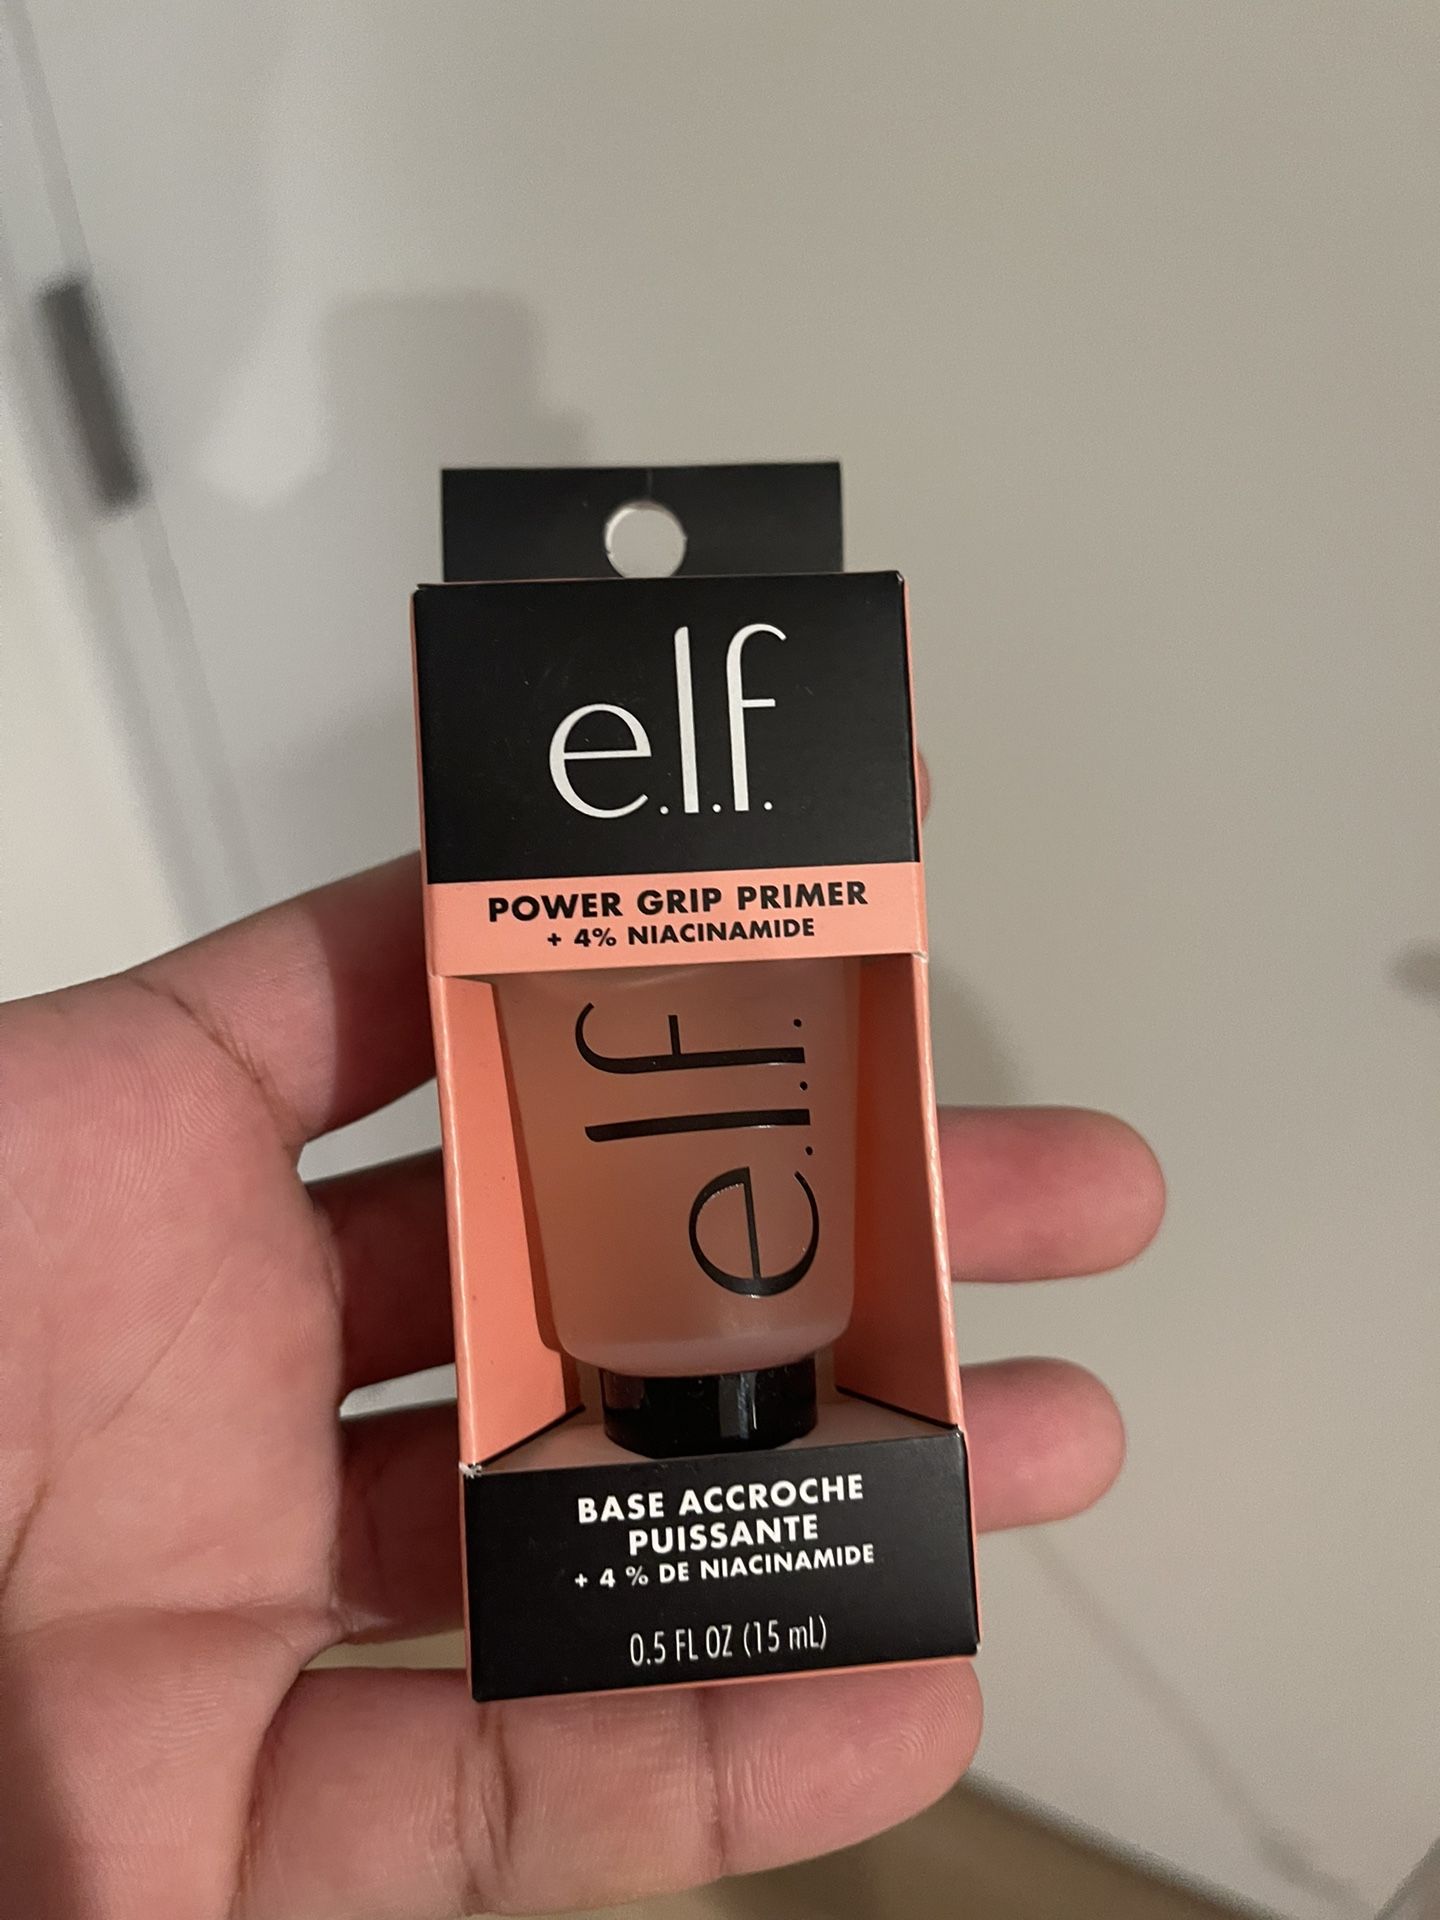 e.l.f.
POWER GRIP PRIMER
+ 4% NIACINAMIDE
e.l.f.
BASE ACCROCHE
PUISSANTE
+ 4 % DE NIACINAMIDE
0.5 FL OZ (15 mL)